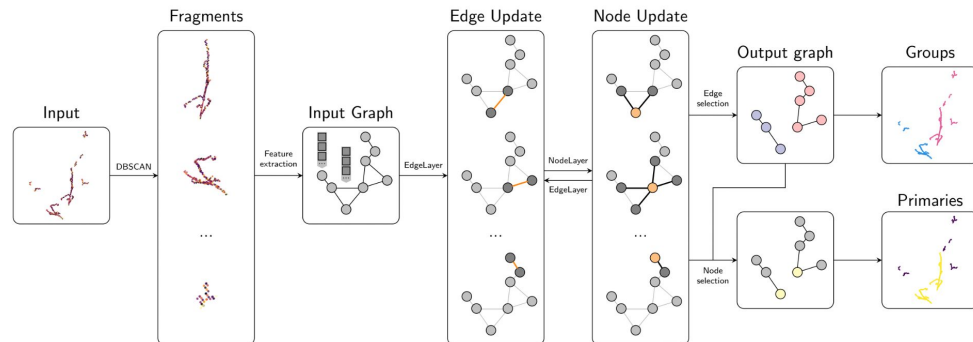 Fragments
Edge Update
Node Update
Output graph
Groups
Input
Input Graph
Edge
selection
DBSCAN
Feature
extraction
EdgeLayer
NodeLayer
EdgeLayer
Primaries
...
...
...
Node
selection